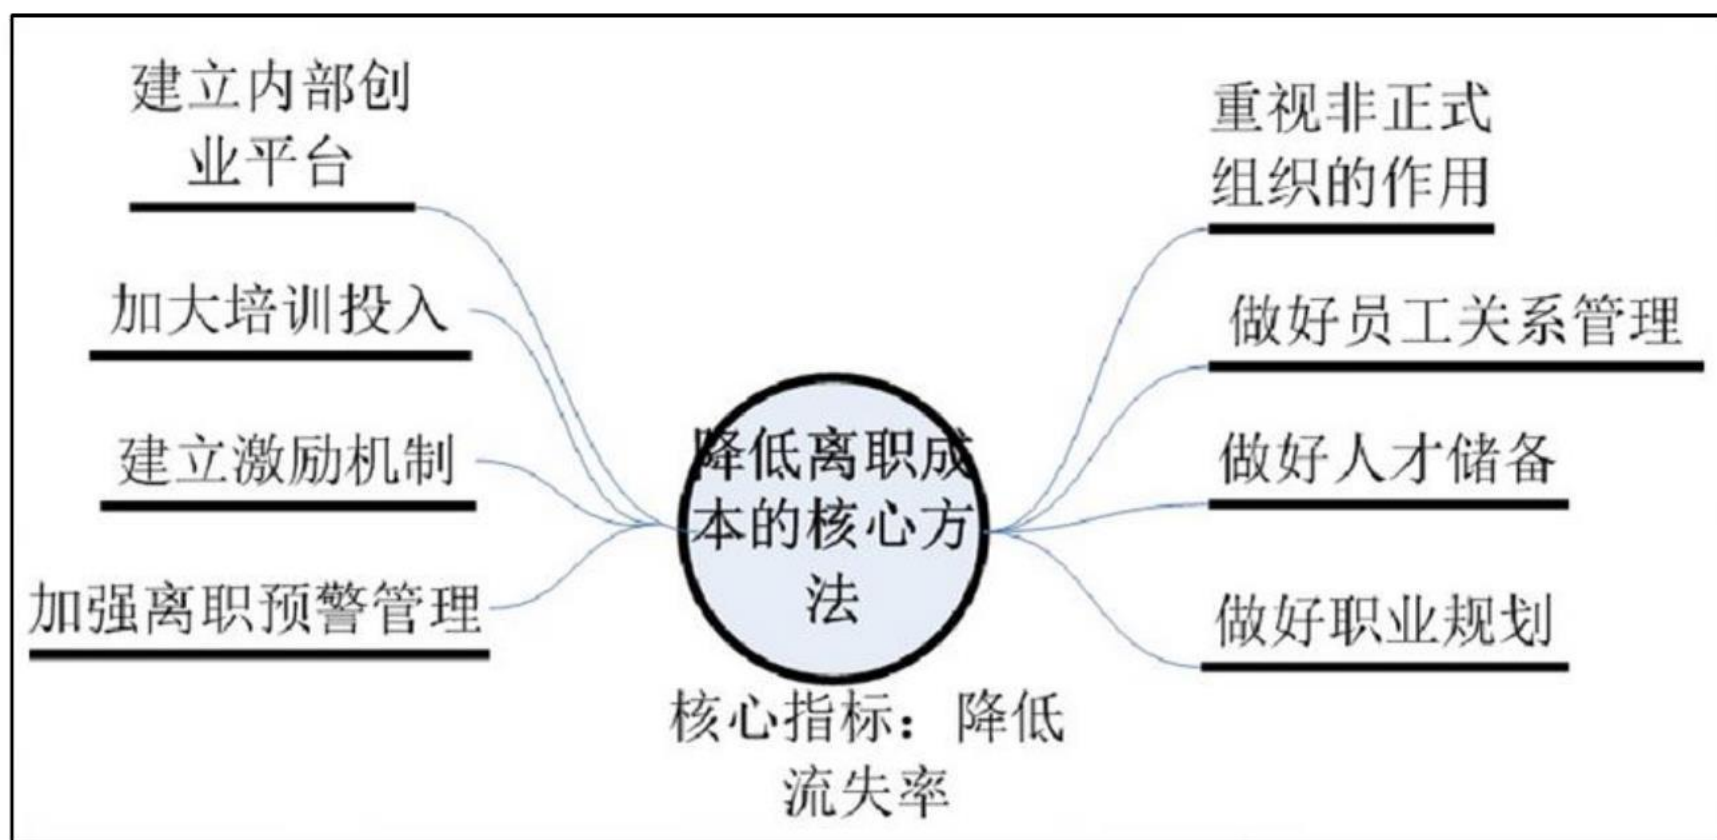 建立内部创
业平台
加大培训投入
建立激励机制
加强离职预警管理
降低离职成
本的核心方
法
核心指标：降低
流失率
重视非正式
组织的作用
做好员工关系管理
做好人才储备
做好职业规划